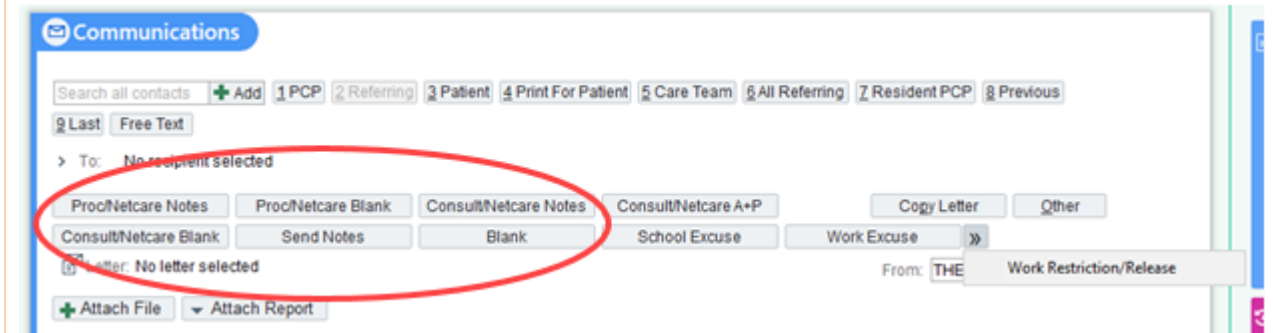 Communications
Search all contacts Add 1 PCP 2 Referring 3 Patient 4 Print For Patient 5 Care Team 6 All Referring 7 Resident PCP 8 Previous
9 Last Free Text
To: No recipient selected
Proc/Netcare Notes Proc/Netcare Blank Consult/Netcare Notes Consult/Netcare A+P Copy Letter Other
Consult/Netcare Blank Send Notes Blank School Excuse Work Excuse »
Letter: No letter selected From: THE Work Restriction/Release
Attach File Attach Report